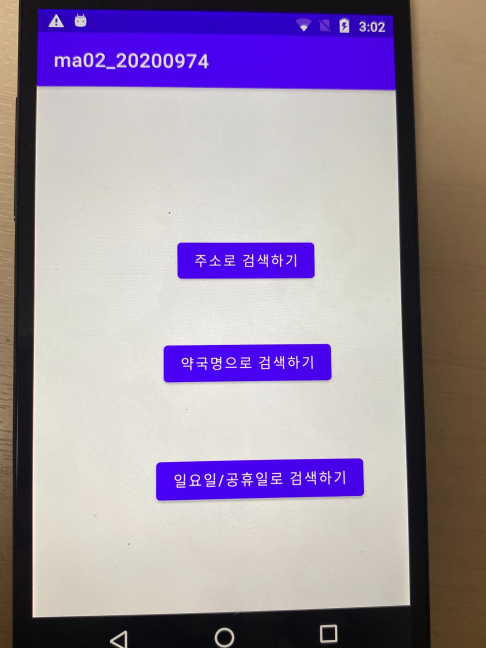 3:02
ma02_20200974
주소로 검색하기
약국명으로 검색하기
일요일/공휴일로 검색하기